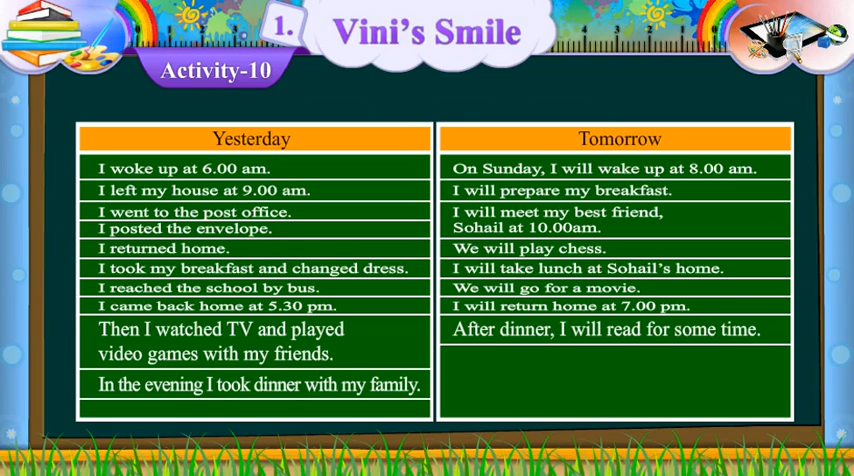 1.
Vini's Smile
Activity-10
Yesterday
I woke up at 6.00 am.
I left my house at 9.00 am.
I went to the post office.
I posted the envelope.
I returned home.
I took my breakfast and changed dress.
I reached the school by bus.
I came back home at 5.30 pm.
Then I watched TV and played
video games with my friends.
In the evening I took dinner with my family.
Tomorrow
On Sunday, I will wake up at 8.00 am.
I will prepare my breakfast.
I will meet my best friend,
Sohail at 10.00am.
We will play chess.
I will take lunch at Sohail's home.
We will go for a movie.
I will return home at 7.00 pm.
After dinner, I will read for some time.